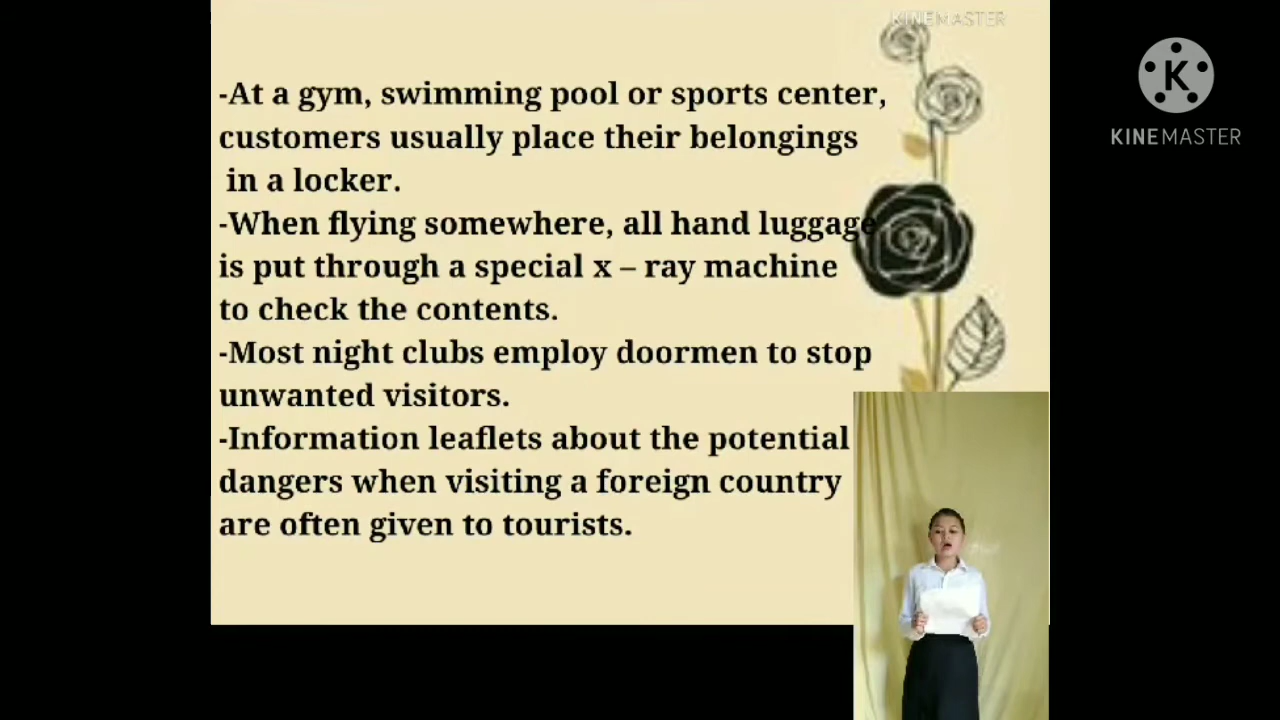 KINEMASTER
K
KINEMASTER
-At a gym, swimming pool or sports center,
customers usually place their belongings
in a locker.
-When flying somewhere, all hand luggage
is put through a special x – ray machine
to check the contents.
-Most night clubs employ doormen to stop
unwanted visitors.
-Information leaflets about the potential
dangers when visiting a foreign country
are often given to tourists.